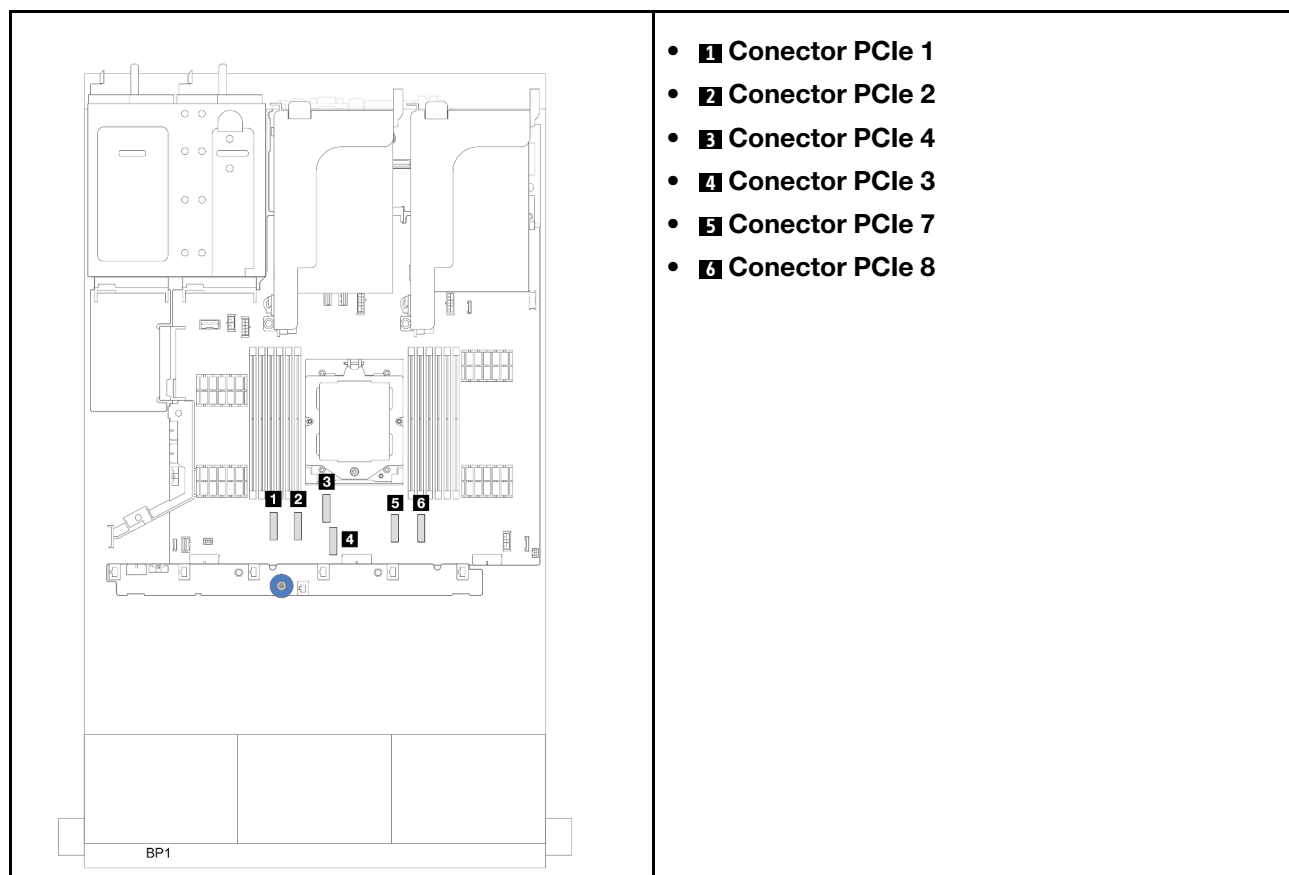 • 1 Conector PCIe 1
• 2 Conector PCIe 2
• 3 Conector PCIe 4
• 4 Conector PCIe 3
• 5 Conector PCIe 7
• 6 Conector PCIe 8
3
1 2 5 6
4
BP1